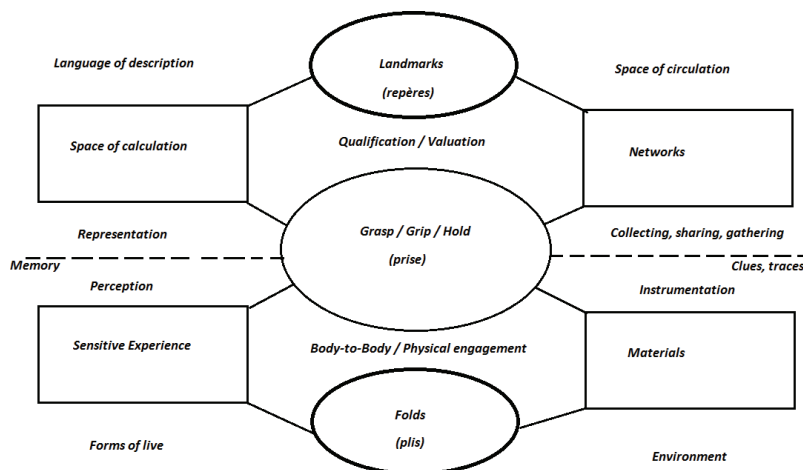 Language of description
Landmarks
(repères)
Space of circulation
Space of calculation
Qualification / Valuation
Networks
Representation
Grasp / Grip / Hold
(prise)
Collecting, sharing, gathering
Memory
Clues, traces
Perception
Instrumentation
Sensitive Experience
Body-to-Body / Physical engagement
Materials
Folds
(plis)
Forms of live
Environment